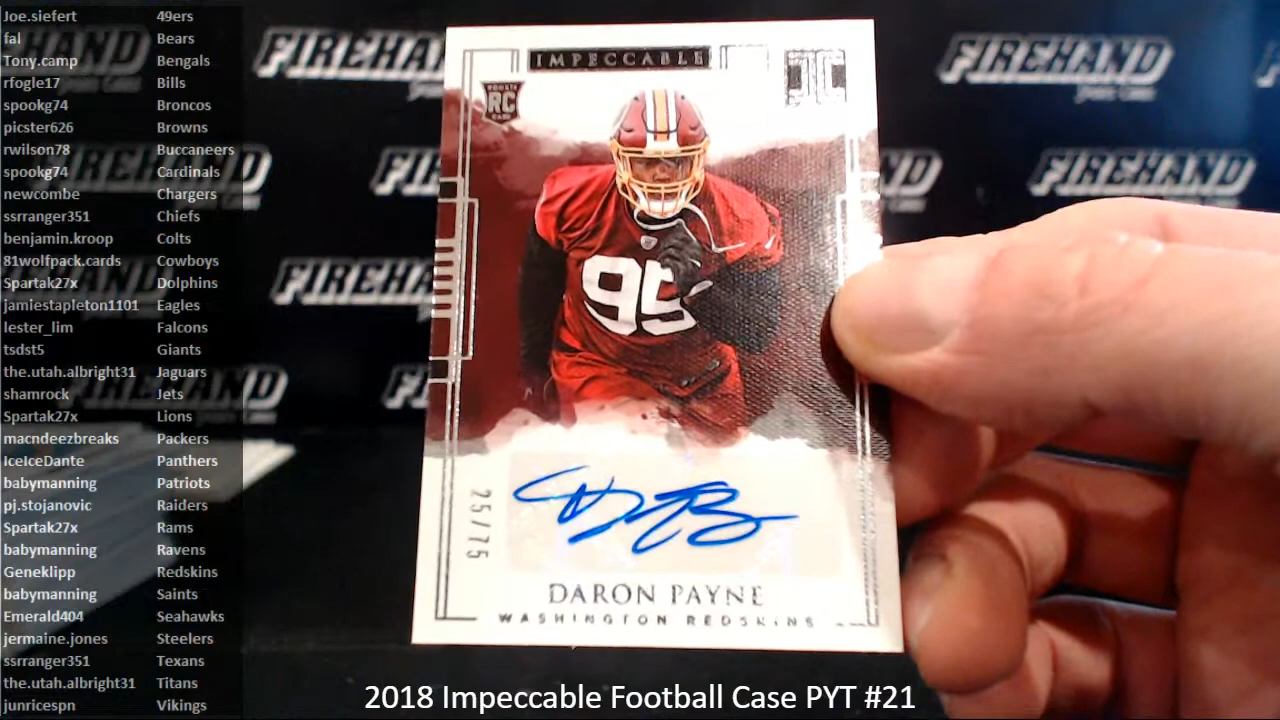 Joe.siefert 49ers
fal Bears
Tony.camp Bengals
rfogle17 Bills
spookg74 Broncos
picster626 Browns
rwilson78 Buccaneers
spookg74 Cardinals
newcombe Chargers
ssrranger351 Chiefs
benjamin.kroop Colts
81wolfpack.cards Cowboys
Spartak27x Dolphins
jamiestapleton1101 Eagles
lester_lim Falcons
tsdst5 Giants
the.utah.albright31 Jaguars
shamrock Jets
Spartak27x Lions
macndeezbreaks Packers
IceIceDante Panthers
babymanning Patriots
pj.stojanovic Raiders
Spartak27x Rams
babymanning Ravens
Geneklipp Redskins
babymanning Saints
Emerald404 Seahawks
jermaine.jones Steelers
ssrranger351 Texans
the.utah.albright31 Titans
junricespn Vikings
FIREHAND
FIREHAND
FIREHAND
FIREHAND
IMPECCABLE
ROOKIE
RC
CARD
95
25/75
DARON PAYNE
WASHINGTON REDSKINS
2018 Impeccable Football Case PYT #21